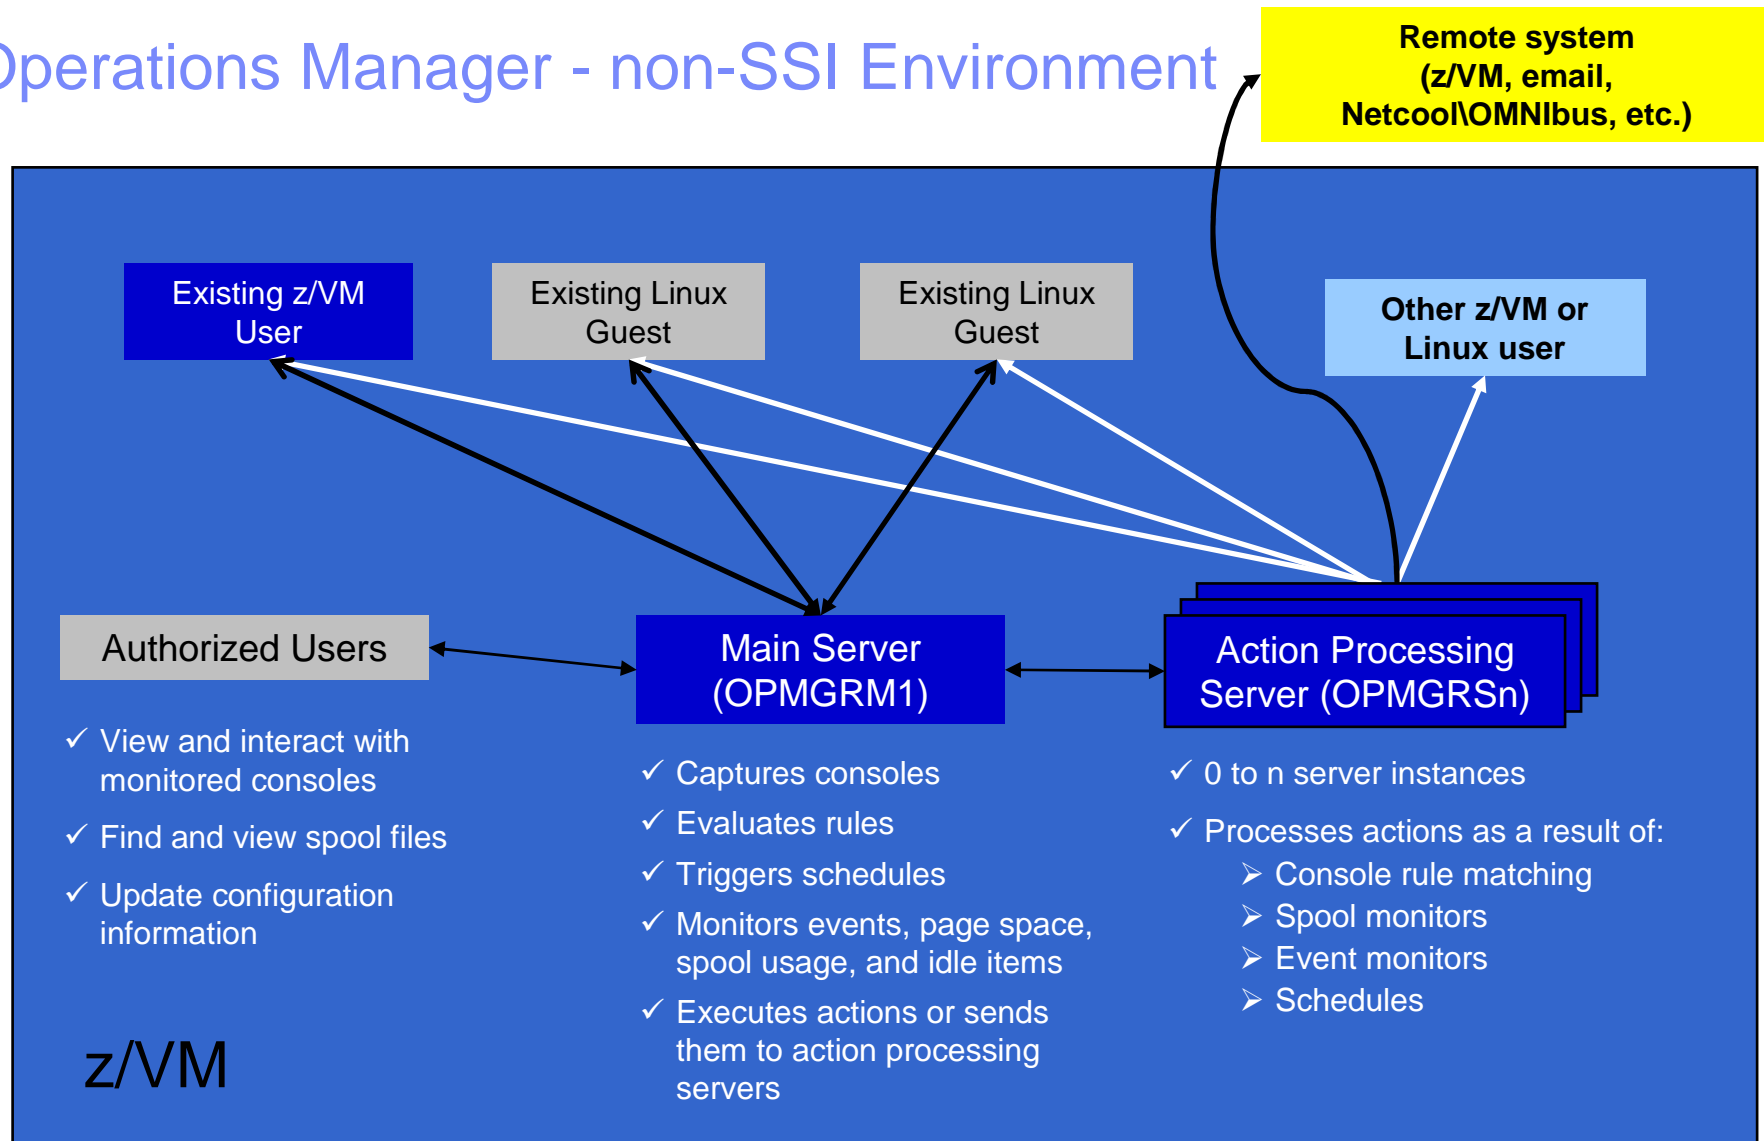 Operations Manager - non-SSI Environment
Remote system
(z/VM, email,
Netcool\OMNIbus, etc.)
Existing z/VM
User
Existing Linux
Guest
Existing Linux
Guest
Other z/VM or
Linux user
Authorized Users
✓ View and interact with
monitored consoles
✓ Find and view spool files
✓ Update configuration
information
Main Server
(OPMGRM1)
✓ Captures consoles
✓ Evaluates rules
✓ Triggers schedules
✓ Monitors events, page space,
spool usage, and idle items
✓ Executes actions or sends
them to action processing
servers
Action Processing
Server (OPMGRSn)
✓ 0 to n server instances
✓ Processes actions as a result of:
➢ Console rule matching
➢ Spool monitors
➢ Event monitors
➢ Schedules
z/VM